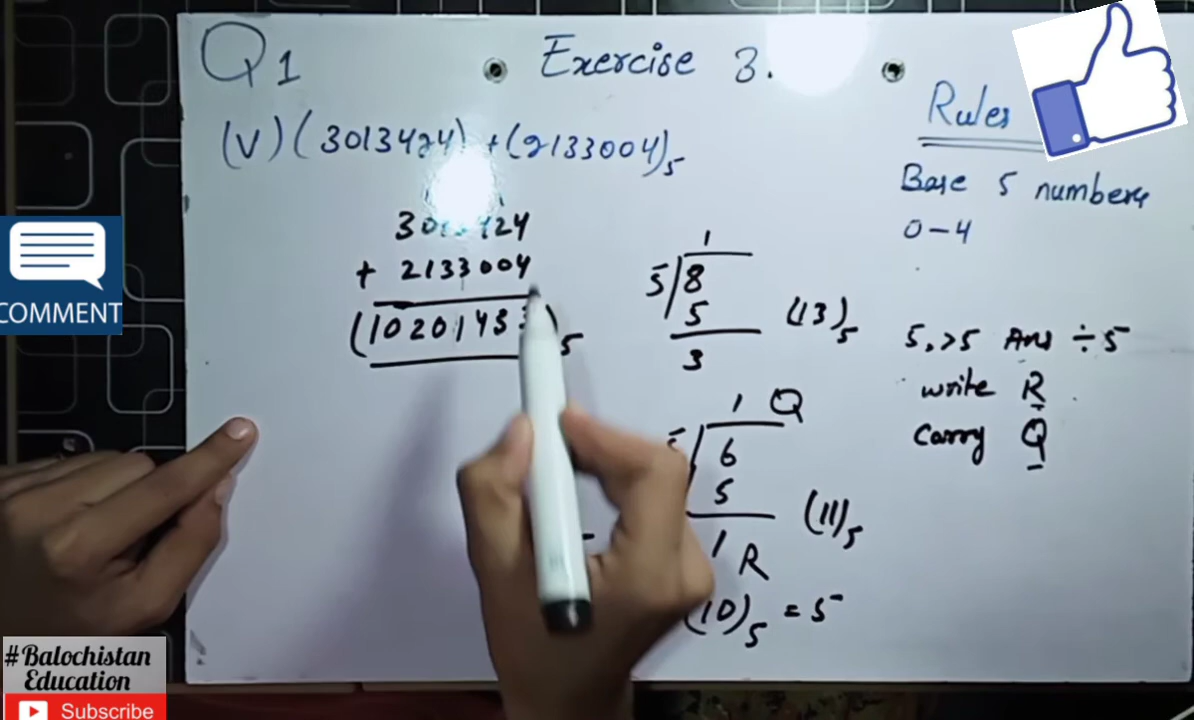 Q1
Exercise 3.
Rules
(V) (3013424) + (2133004)5
Base 5 numbers
0-4
424
+ 2133004
(1020143
)5
1
5 8
5
3
(13)5
5,>5 Ans ÷ 5
write R
carry Q
1 Q
6
5
1 R
(11)5
(10)5 = 5
COMMENT
#Balochistan
Education
Subscribe